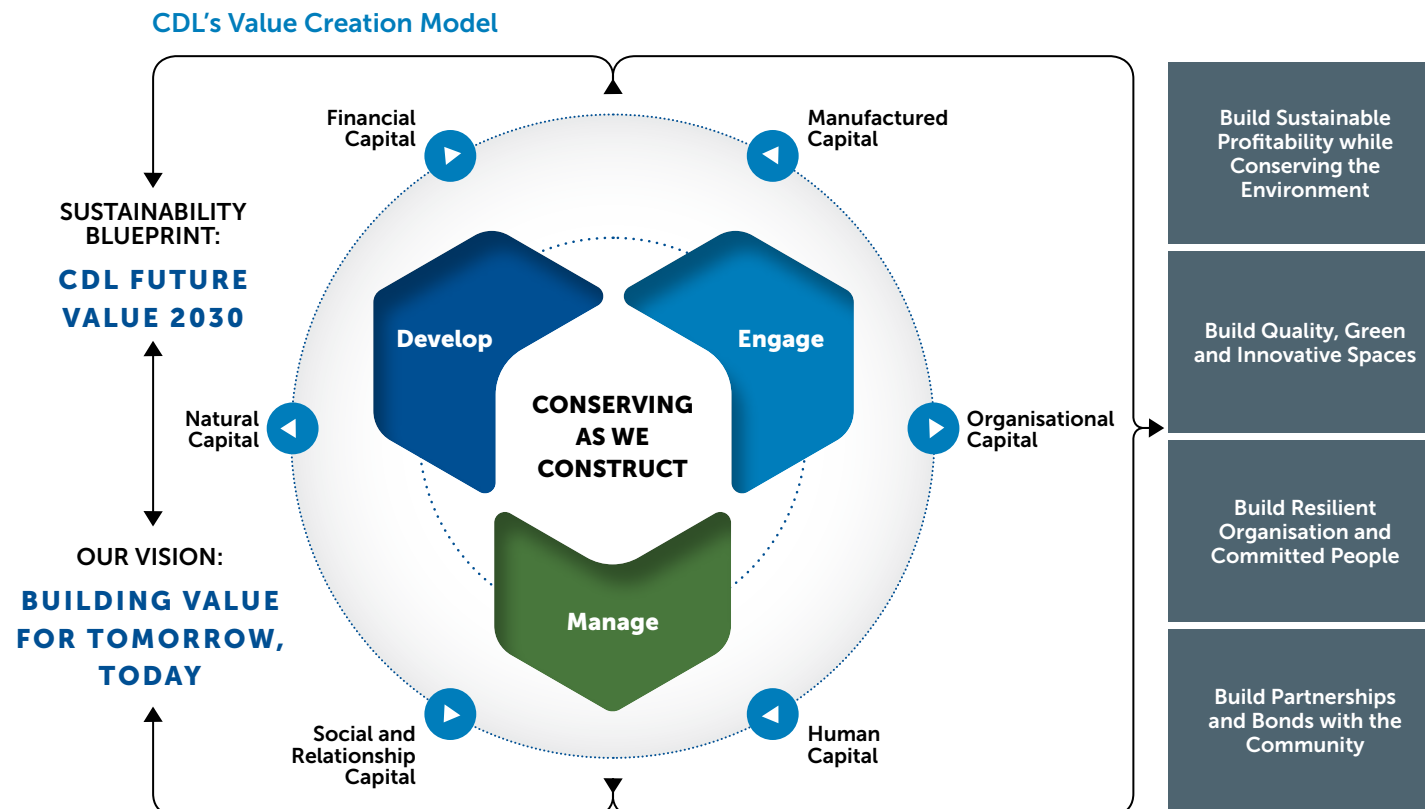 CDL’s Value Creation Model
Financial
Capital
Manufactured
Capital
SUSTAINABILITY
BLUEPRINT:
CDL FUTURE
VALUE 2030
Develop
Engage
Natural
Capital
CONSERVING
AS WE
CONSTRUCT
Organisational
Capital
OUR VISION:
BUILDING VALUE
FOR TOMORROW,
TODAY
Manage
Social and
Relationship
Capital
Human
Capital
Build Sustainable
Profitability while
Conserving the
Environment
Build Quality, Green
and Innovative Spaces
Build Resilient
Organisation and
Committed People
Build Partnerships
and Bonds with the
Community